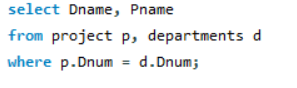 select Dname, Pname
from project p, departments d
where p.Dnum = d.Dnum;